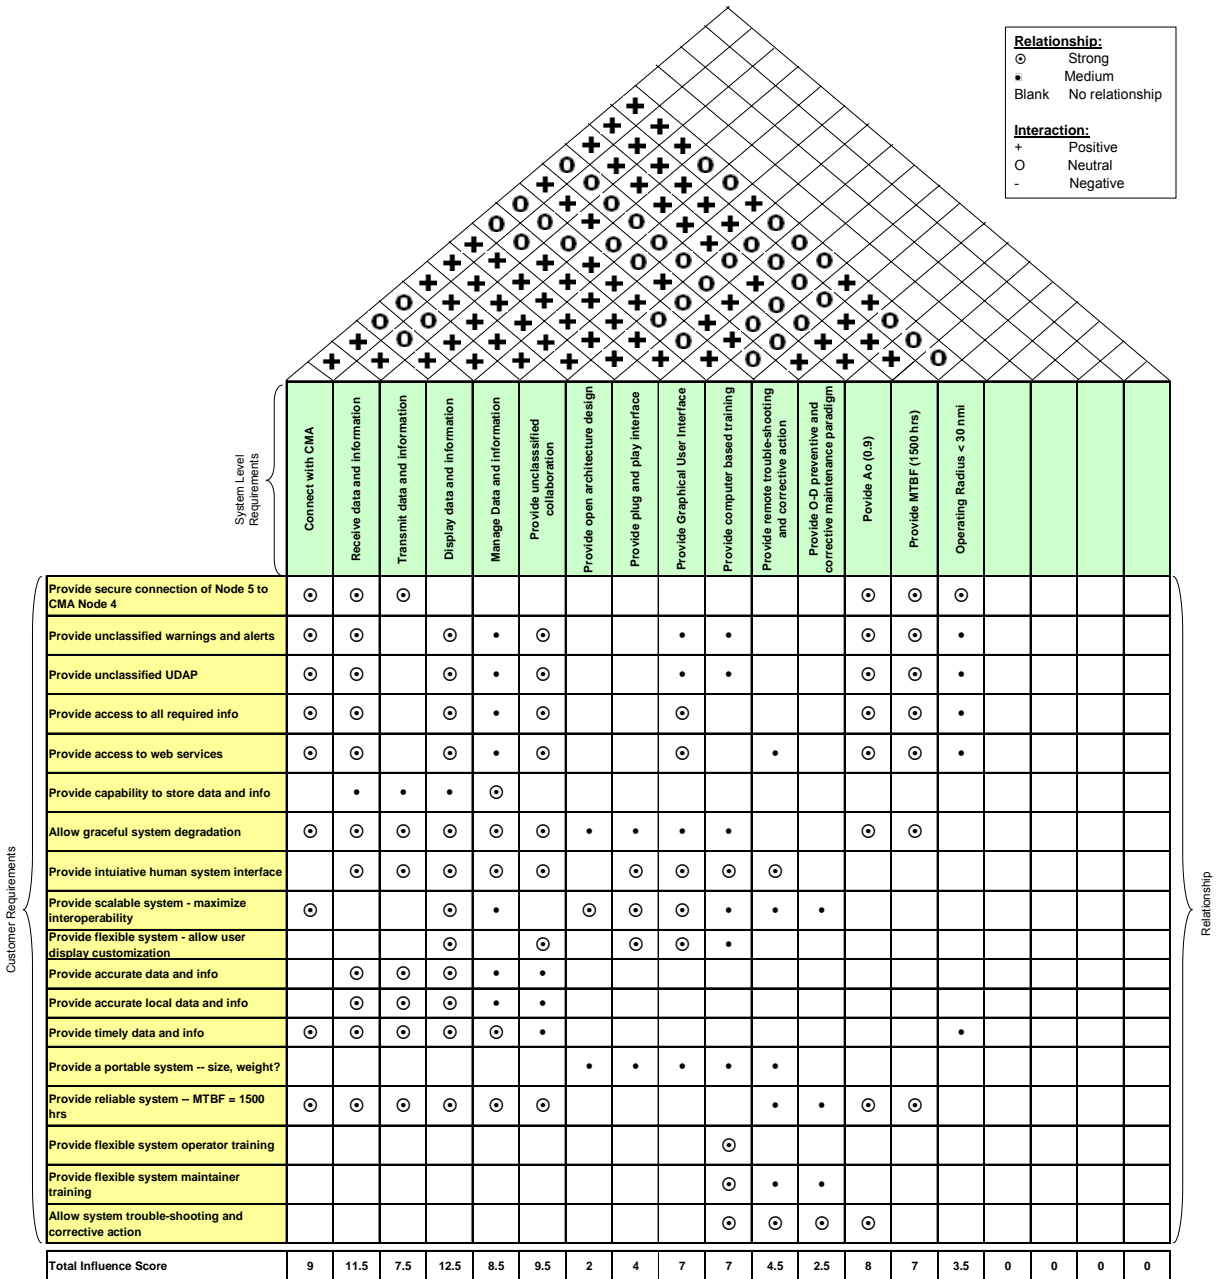 Relationship:
⊙ Strong
• Medium
Blank No relationship
Interaction:
+ Positive
O Neutral
- Negative
System Level
Requirements
Connect with CMA
Receive data and information
Transmit data and information
Display data and information
Manage Data and information
Provide unclasssified
collaboration
Provide open architecture design
Provide plug and play interface
Provide Graphical User Interface
Provide computer based training
Provide remote trouble-shooting
and corrective action
Provide O-D preventive and
corrective maintenance paradigm
Povide Ao (0.9)
Provide MTBF (1500 hrs)
Operating Radius < 30 nmi
Customer Requirements
Relationship
Provide secure connection of Node 5 to
CMA Node 4
⊙ ⊙ ⊙ ⊙ ⊙ ⊙
Provide unclassified warnings and alerts
⊙ ⊙ ⊙ • ⊙ • • ⊙ ⊙ •
Provide unclassified UDAP
⊙ ⊙ ⊙ • ⊙ • • ⊙ ⊙ •
Provide access to all required info
⊙ ⊙ ⊙ • ⊙ ⊙ ⊙ ⊙ •
Provide access to web services
⊙ ⊙ ⊙ • ⊙ ⊙ • ⊙ ⊙ •
Provide capability to store data and info
• • • ⊙
Allow graceful system degradation
⊙ ⊙ ⊙ ⊙ ⊙ ⊙ • • • • ⊙ ⊙
Provide intuiative human system interface
⊙ ⊙ ⊙ ⊙ ⊙ ⊙ ⊙ ⊙ ⊙
Provide scalable system - maximize
interoperability
⊙ ⊙ • ⊙ ⊙ ⊙ • • •
Provide flexible system - allow user
display customization
⊙ ⊙ ⊙ ⊙ •
Provide accurate data and info
⊙ ⊙ ⊙ • •
Provide accurate local data and info
⊙ ⊙ ⊙ • •
Provide timely data and info
⊙ ⊙ ⊙ ⊙ ⊙ • •
Provide a portable system -- size, weight?
• • • • •
Provide reliable system -- MTBF = 1500
hrs
⊙ ⊙ ⊙ ⊙ ⊙ ⊙ • • ⊙ ⊙
Provide flexible system operator training
⊙
Provide flexible system maintainer
training
⊙ • •
Allow system trouble-shooting and
corrective action
⊙ ⊙ ⊙ ⊙
Total Influence Score 9 11.5 7.5 12.5 8.5 9.5 2 4 7 7 4.5 2.5 8 7 3.5 0 0 0 0